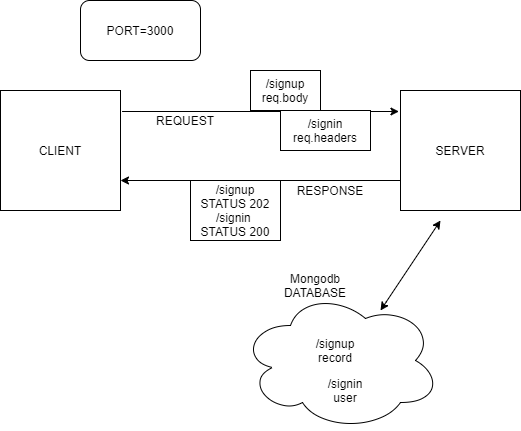 PORT=3000
/signup
req.body
REQUEST
/signin
req.headers
CLIENT
SERVER
/signup
STATUS 202
/signin
STATUS 200
RESPONSE
Mongodb
DATABASE
/signup
record
/signin
user